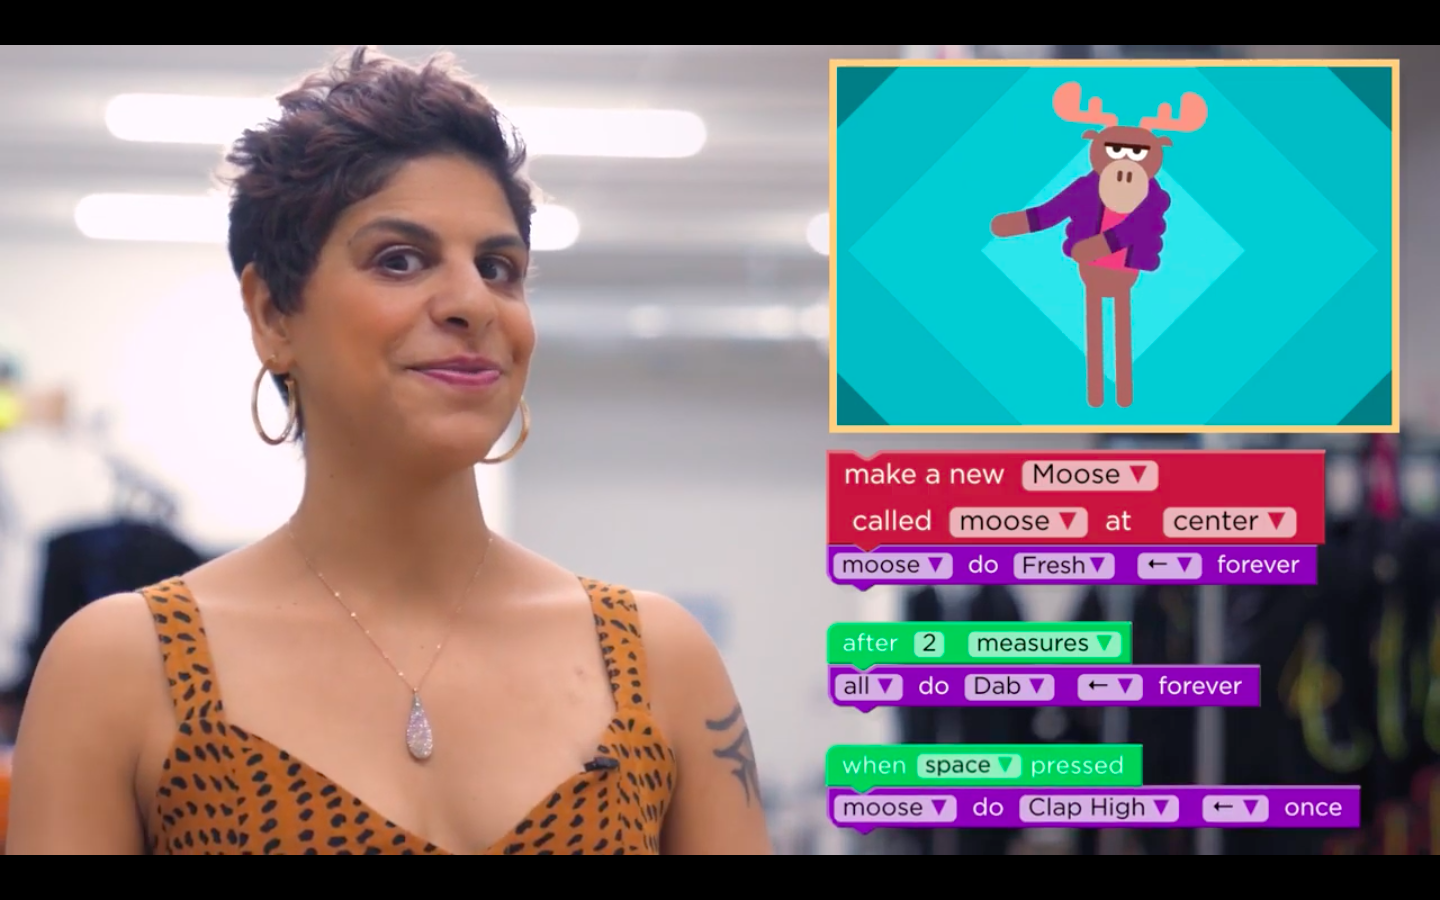 make a new Moose ▼
called moose ▼ at center ▼
moose ▼ do Fresh ▼ ← ▼ forever
after 2 measures ▼
all ▼ do Dab ▼ ← ▼ forever
when space ▼ pressed
moose ▼ do Clap High ▼ ← ▼ once